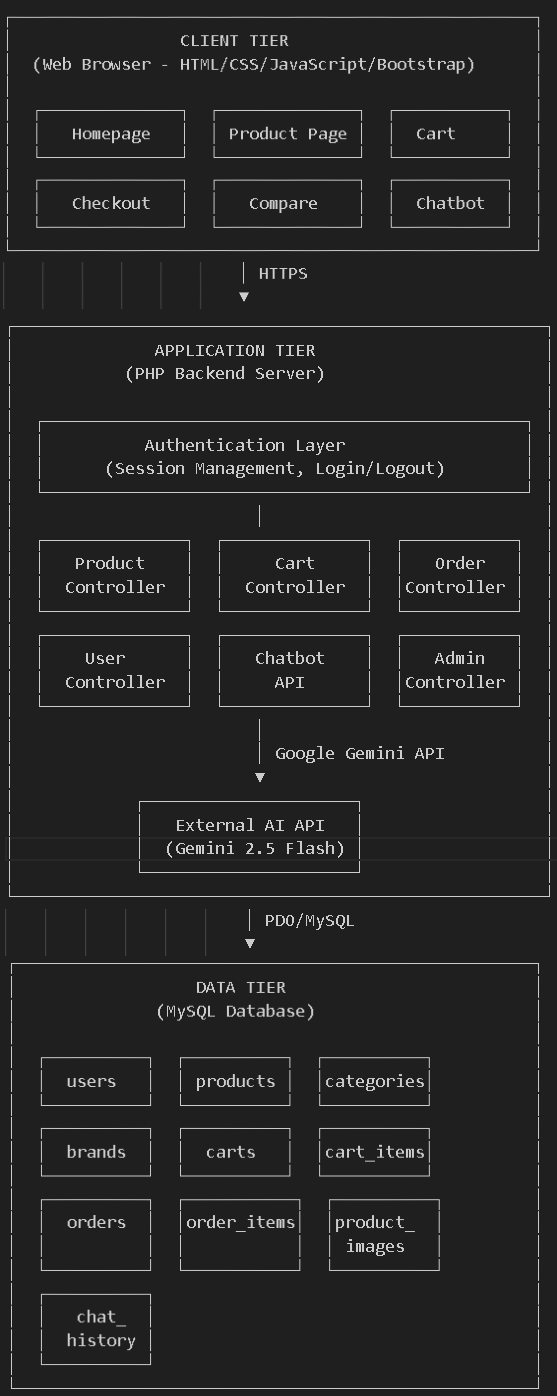 CLIENT TIER
(Web Browser - HTML/CSS/JavaScript/Bootstrap)
Homepage Product Page Cart
Checkout Compare Chatbot
HTTPS
APPLICATION TIER
(PHP Backend Server)
Authentication Layer
(Session Management, Login/Logout)
Product Cart Order
Controller Controller Controller
User Chatbot Admin
Controller API Controller
Google Gemini API
External AI API
(Gemini 2.5 Flash)
PDO/MySQL
DATA TIER
(MySQL Database)
users products categories
brands carts cart_items
orders order_items product_
images
chat_
history